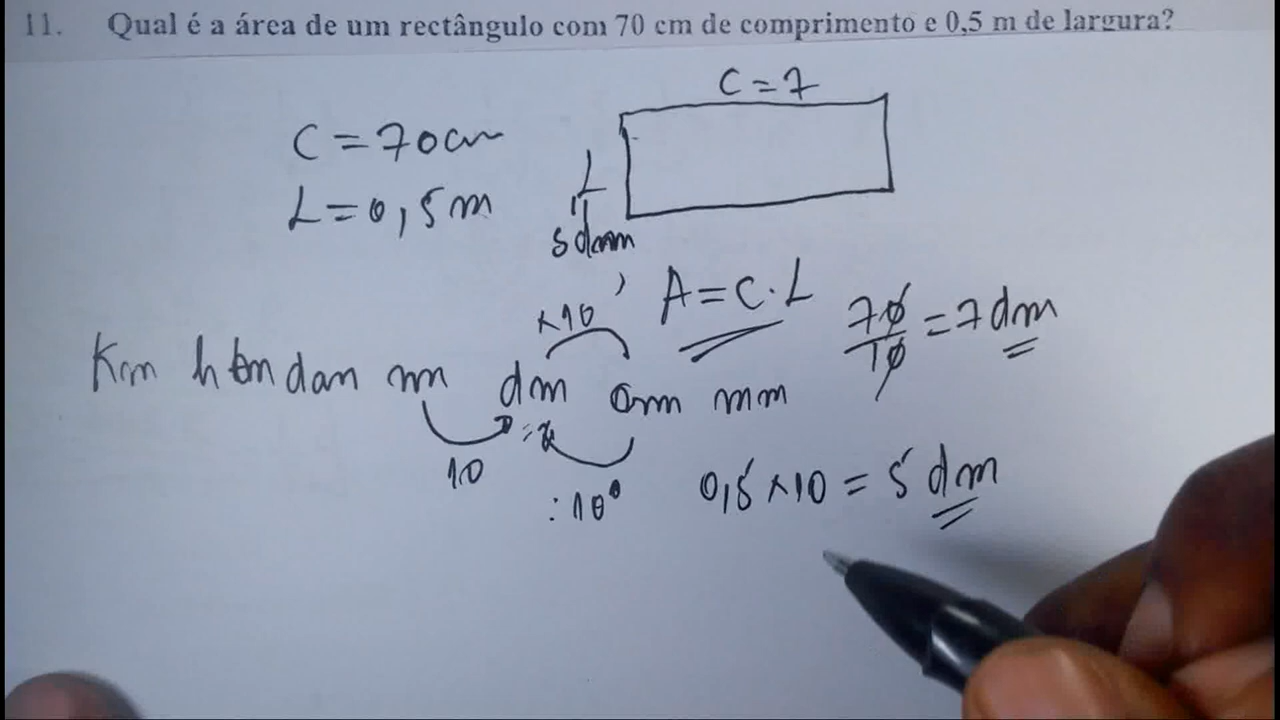 11. Qual é a área de um rectângulo com 70 cm de comprimento e 0,5 m de largura?
C = 7
C = 70cm
L = 0,5m
L
5dm
A = C.L
70/10 = 7dm
×10
Km hm dam m dm cm mm
10
:10
0,5 × 10 = 5 dm